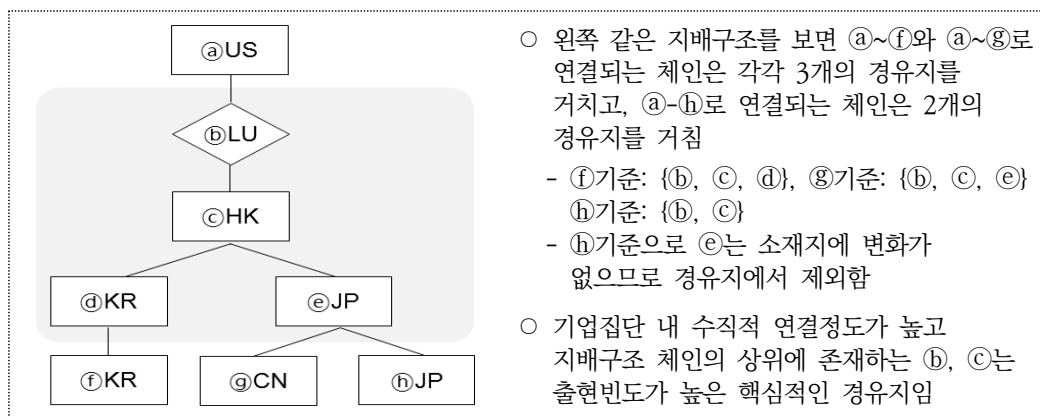 ⓐUS
ⓑLU
ⓒHK
ⓓKR
ⓔJP
ⓕKR
ⓖCN
ⓗJP
○ 왼쪽 같은 지배구조를 보면 ⓐ~ⓕ와 ⓐ~ⓖ로
연결되는 체인은 각각 3개의 경유지를
거치고, ⓐ-ⓗ로 연결되는 체인은 2개의
경유지를 거침
- ⓕ기준: {ⓑ, ⓒ, ⓓ}, ⓖ기준: {ⓑ, ⓒ, ⓔ}
ⓗ기준: {ⓑ, ⓒ}
- ⓗ기준으로 ⓔ는 소재지에 변화가
없으므로 경유지에서 제외함
○ 기업집단 내 수직적 연결정도가 높고
지배구조 체인의 상위에 존재하는 ⓑ, ⓒ는
출현빈도가 높은 핵심적인 경유지임